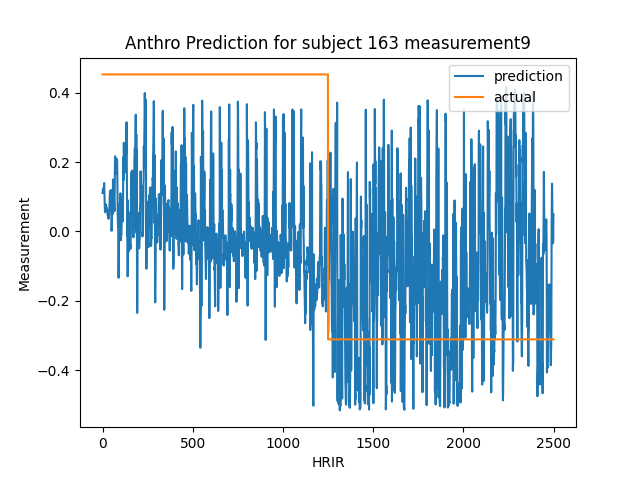 Anthro Prediction for subject 163 measurement9
prediction
actual
0.4
0.2
0.0
−0.2
−0.4
Measurement
0 500 1000 1500 2000 2500
HRIR